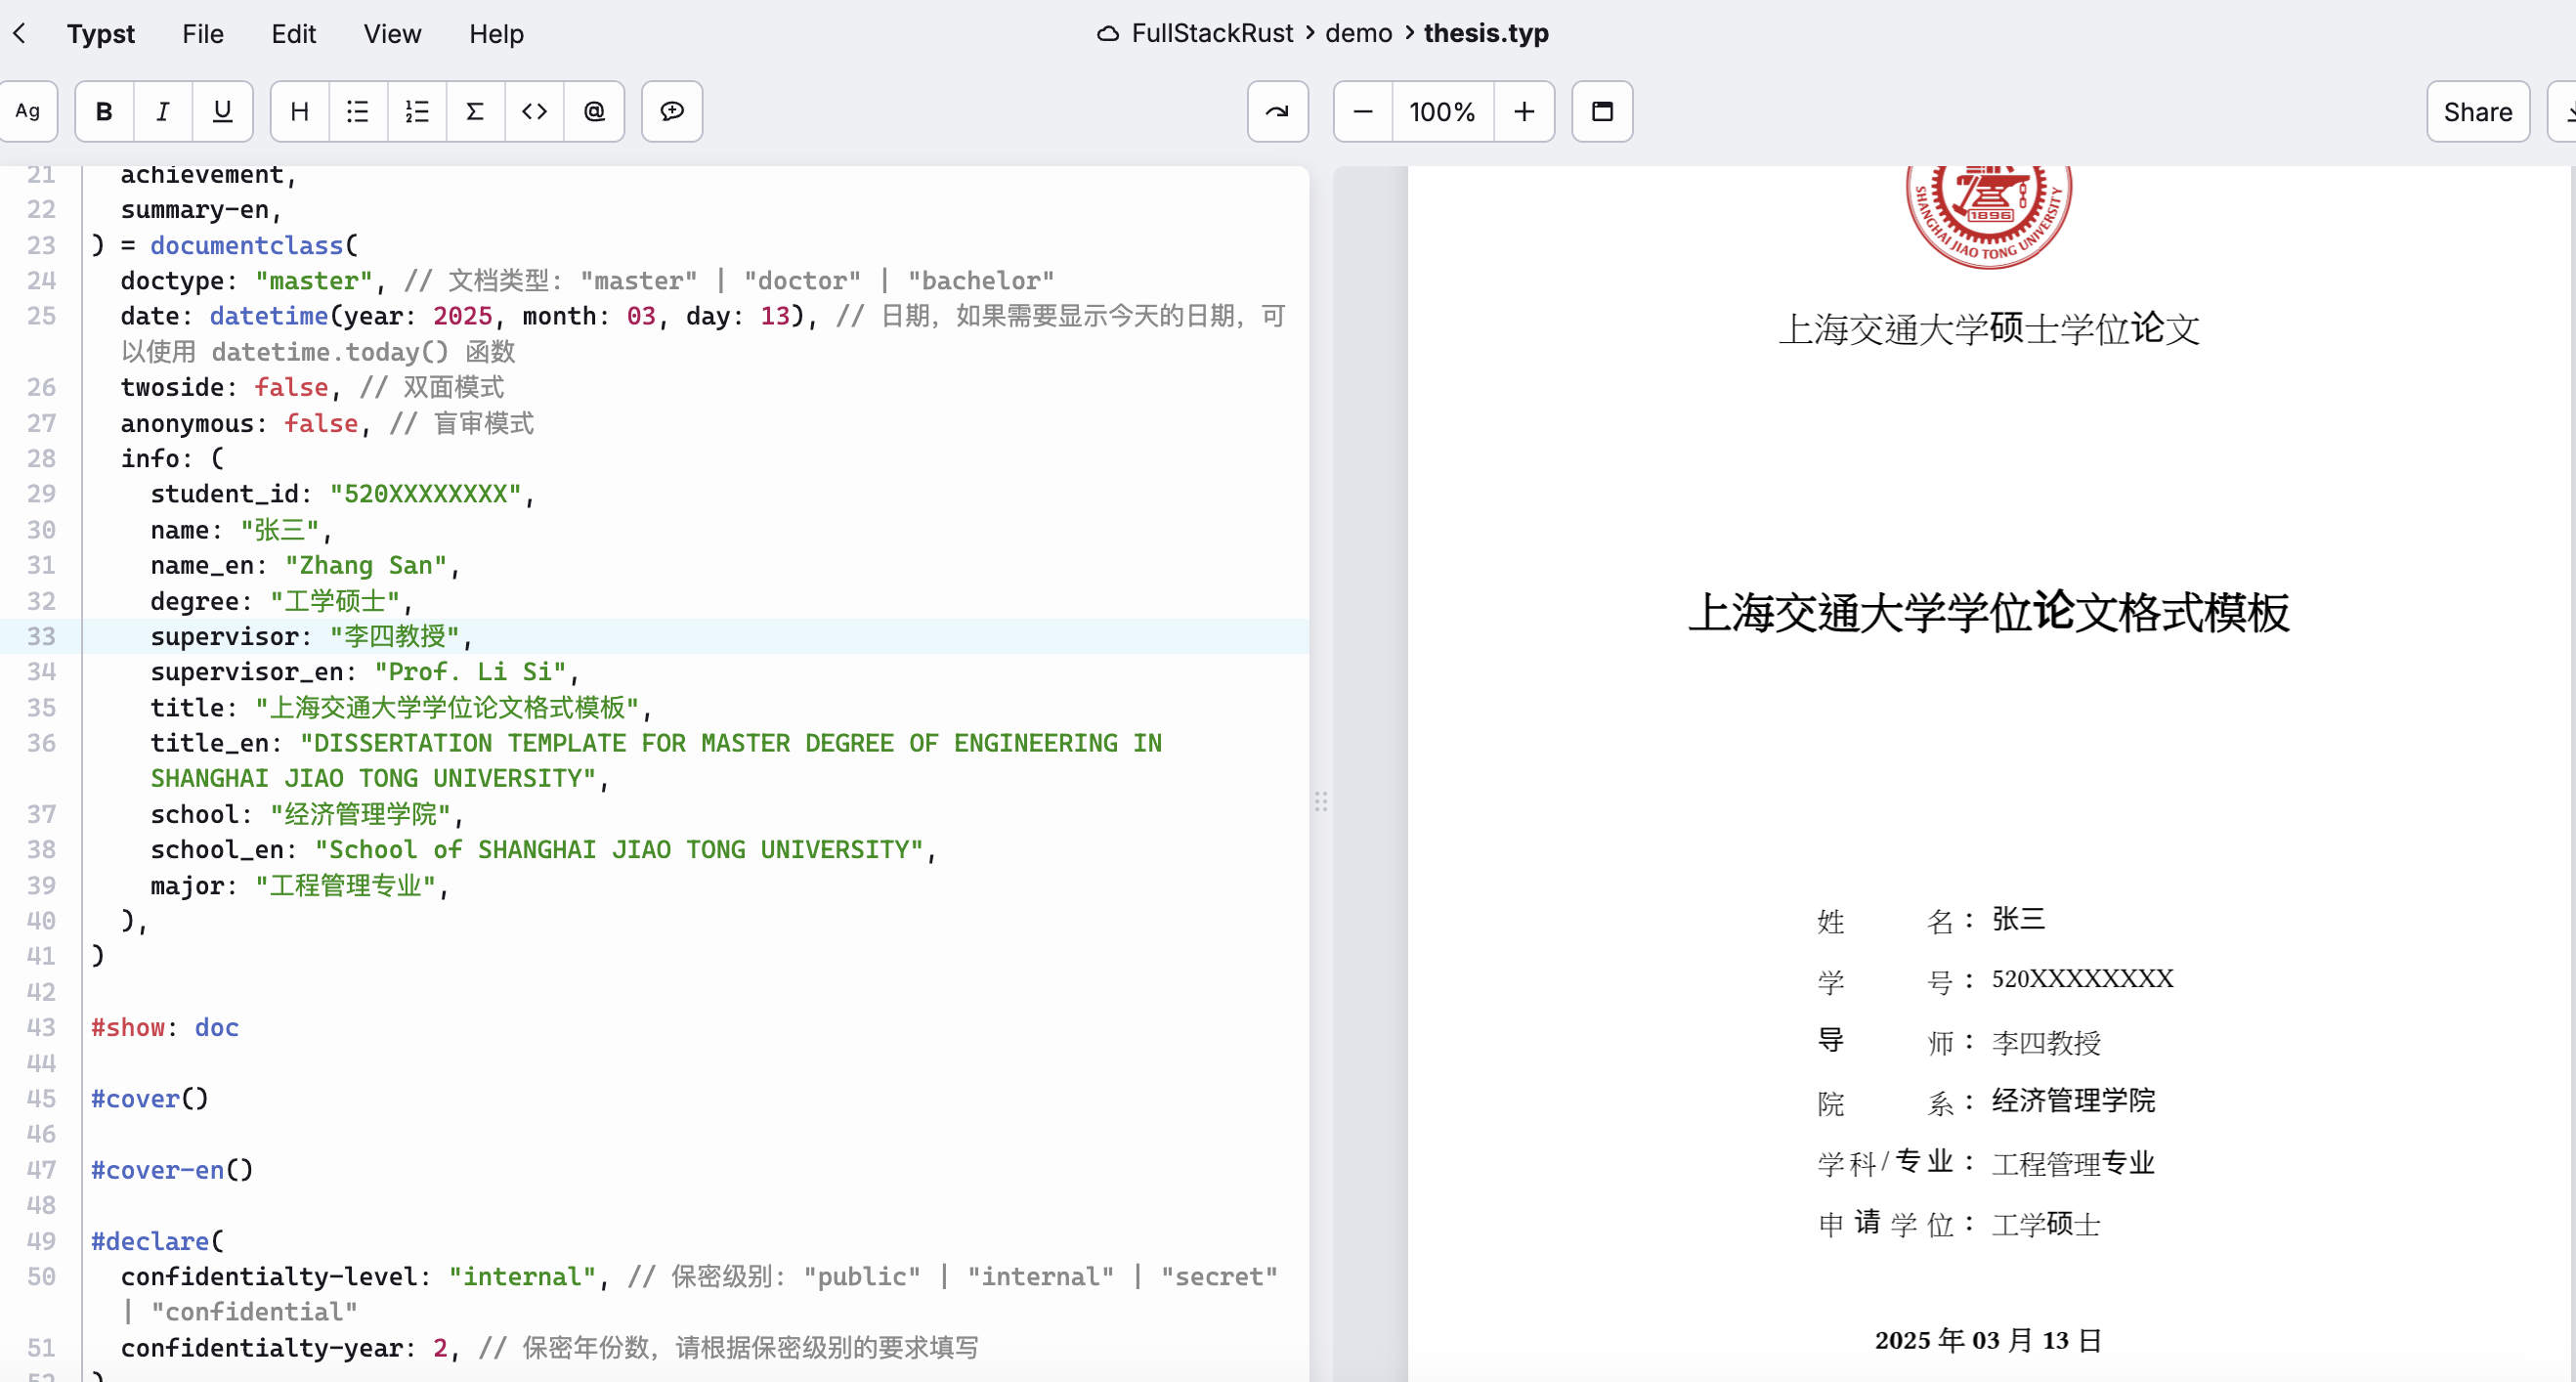 Typst File Edit View Help
FullStackRust > demo > thesis.typ
Ag B I U H Σ <> @
100%
Share
21 achievement,
22 summary-en,
23 ) = documentclass(
24 doctype: "master", // 文档类型: "master" | "doctor" | "bachelor"
25 date: datetime(year: 2025, month: 03, day: 13), // 日期，如果需要显示今天的日期，可
以使用 datetime.today() 函数
26 twoside: false, // 双面模式
27 anonymous: false, // 盲审模式
28 info: (
29 student_id: "520XXXXXXXX",
30 name: "张三",
31 name_en: "Zhang San",
32 degree: "工学硕士",
33 supervisor: "李四教授",
34 supervisor_en: "Prof. Li Si",
35 title: "上海交通大学学位论文格式模板",
36 title_en: "DISSERTATION TEMPLATE FOR MASTER DEGREE OF ENGINEERING IN
SHANGHAI JIAO TONG UNIVERSITY",
37 school: "经济管理学院",
38 school_en: "School of SHANGHAI JIAO TONG UNIVERSITY",
39 major: "工程管理专业",
40 ),
41 )
42
43 #show: doc
44
45 #cover()
46
47 #cover-en()
48
49 #declare(
50 confidentialty-level: "internal", // 保密级别: "public" | "internal" | "secret"
| "confidential"
51 confidentialty-year: 2, // 保密年份数，请根据保密级别的要求填写
52 )
1896
SHANGHAI JIAO TONG UNIVERSITY
上海交通大学硕士学位论文
上海交通大学学位论文格式模板
姓名：张三
学号：520XXXXXXXX
导师：李四教授
院系：经济管理学院
学科/专业：工程管理专业
申请学位：工学硕士
2025 年 03 月 13 日